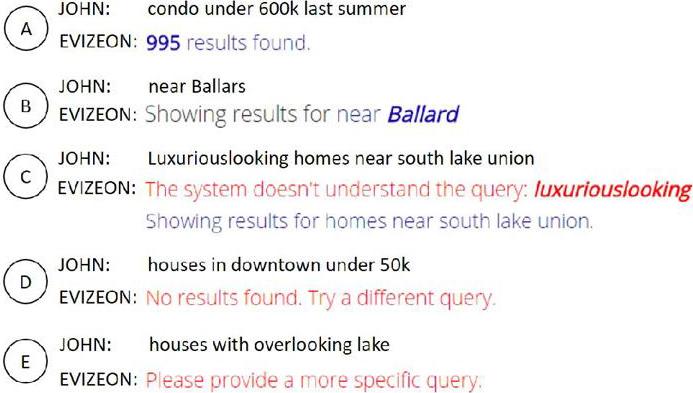 A
JOHN: condo under 600k last summer
EVIZEON: 995 results found.
B
JOHN: near Ballars
EVIZEON: Showing results for near Ballard
C
JOHN: Luxuriouslooking homes near south lake union
EVIZEON: The system doesn't understand the query: luxuriouslooking
Showing results for homes near south lake union.
D
JOHN: houses in downtown under 50k
EVIZEON: No results found. Try a different query.
E
JOHN: houses with overlooking lake
EVIZEON: Please provide a more specific query.